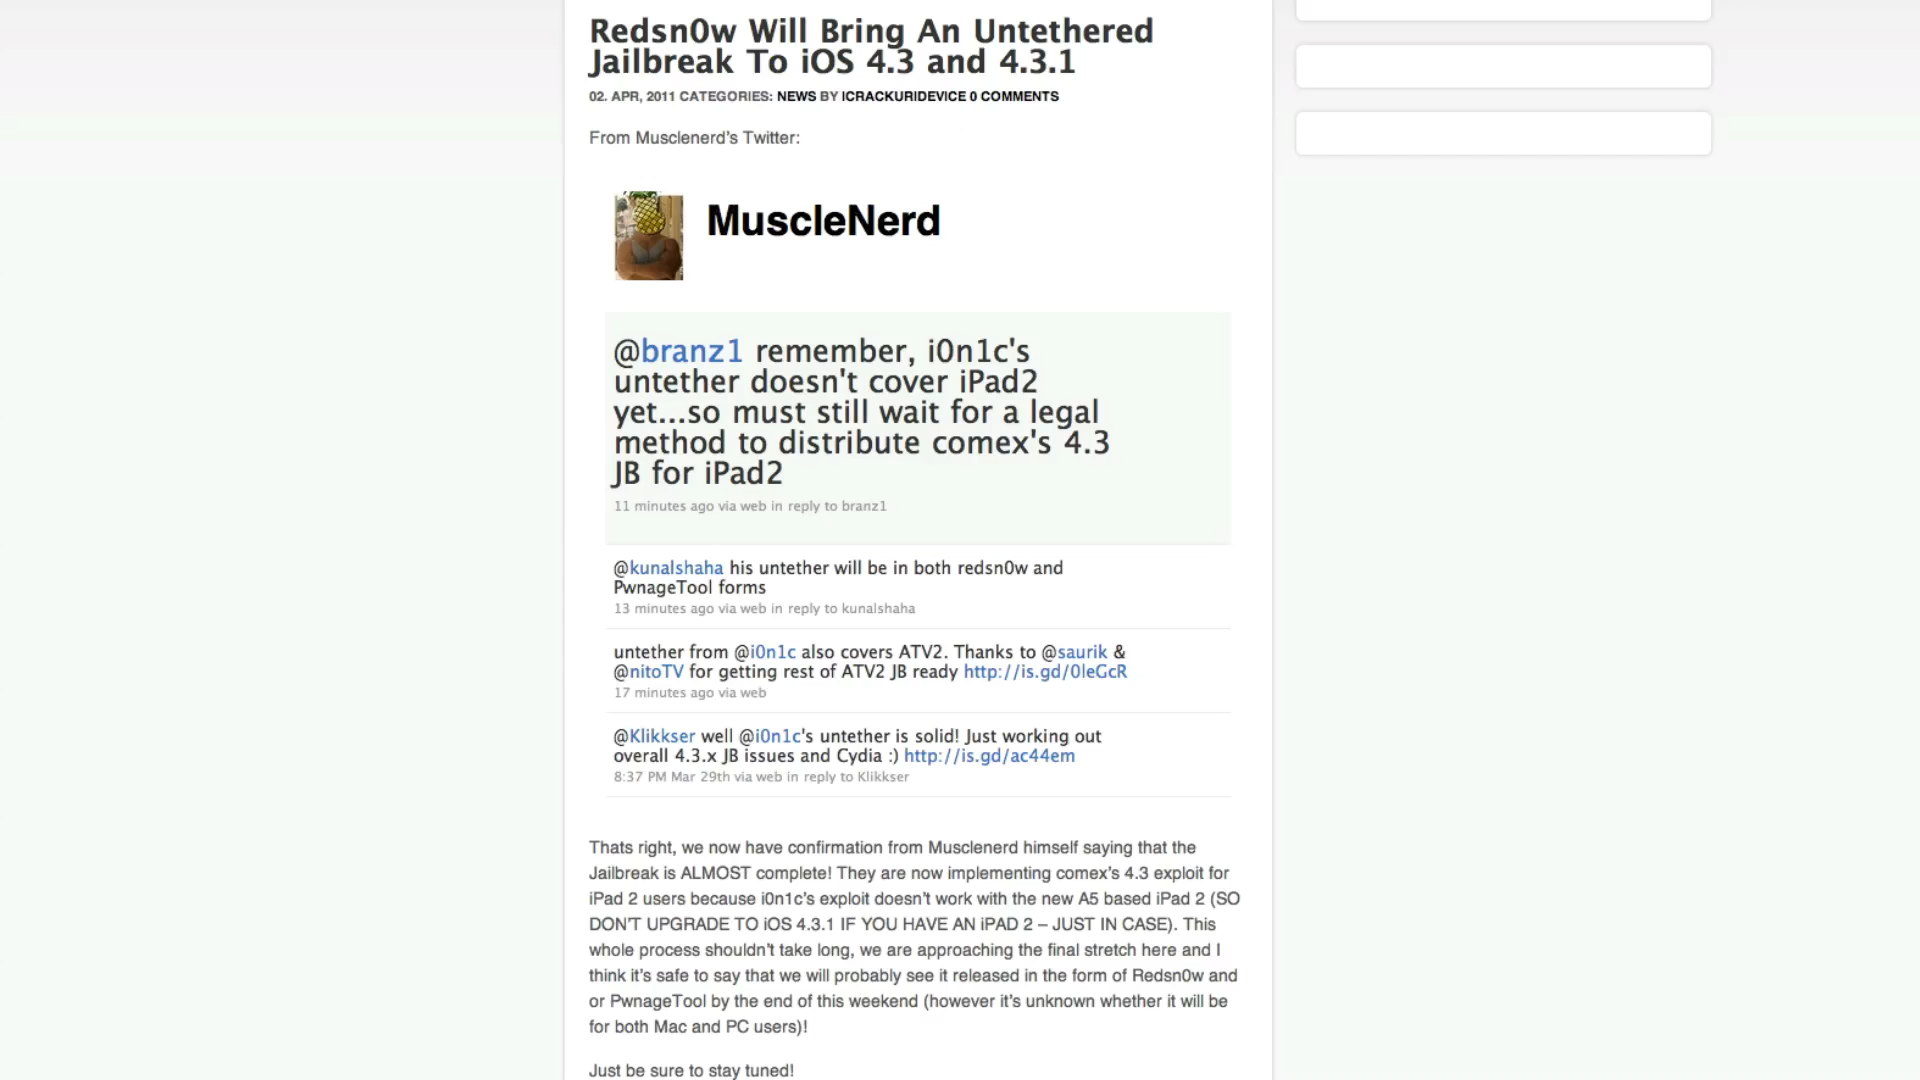 Redsn0w Will Bring An Untethered
Jailbreak To iOS 4.3 and 4.3.1
02. APR, 2011 CATEGORIES: NEWS BY ICRACKURIDEVICE 0 COMMENTS
From Musclenerd’s Twitter:
MuscleNerd
@branz1 remember, i0n1c's
untether doesn't cover iPad2
yet...so must still wait for a legal
method to distribute comex's 4.3
JB for iPad2
11 minutes ago via web in reply to branz1
@kunalshaha his untether will be in both redsn0w and
PwnageTool forms
13 minutes ago via web in reply to kunalshaha
untether from @i0n1c also covers ATV2. Thanks to @saurik &
@nitoTV for getting rest of ATV2 JB ready http://is.gd/0leGcR
17 minutes ago via web
@Klikkser well @i0n1c's untether is solid! Just working out
overall 4.3.x JB issues and Cydia :) http://is.gd/ac44em
8:37 PM Mar 29th via web in reply to Klikkser
Thats right, we now have confirmation from Musclenerd himself saying that the
Jailbreak is ALMOST complete! They are now implementing comex’s 4.3 exploit for
iPad 2 users because i0n1c’s exploit doesn’t work with the new A5 based iPad 2 (SO
DON’T UPGRADE TO iOS 4.3.1 IF YOU HAVE AN iPAD 2 – JUST IN CASE). This
whole process shouldn’t take long, we are approaching the final stretch here and I
think it’s safe to say that we will probably see it released in the form of Redsn0w and
or PwnageTool by the end of this weekend (however it’s unknown whether it will be
for both Mac and PC users)!
Just be sure to stay tuned!